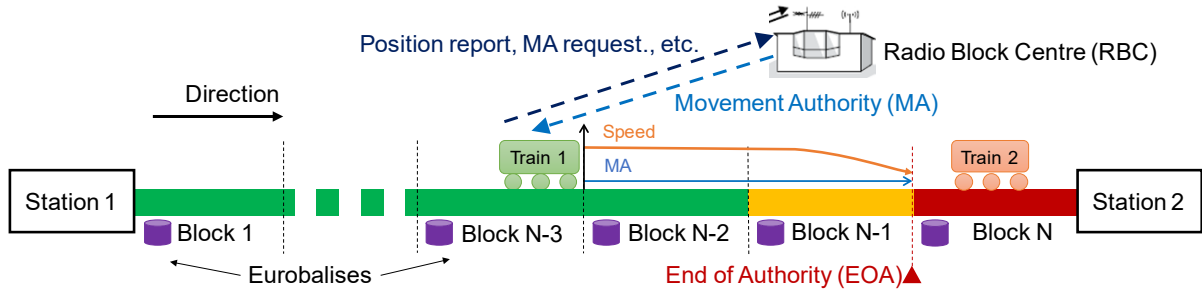 Position report, MA request., etc.
Radio Block Centre (RBC)
Direction
Movement Authority (MA)
Speed
Train 1
MA
Train 2
Station 1
Station 2
Block 1
Block N-3
Block N-2
Block N-1
Block N
Eurobalises
End of Authority (EOA)